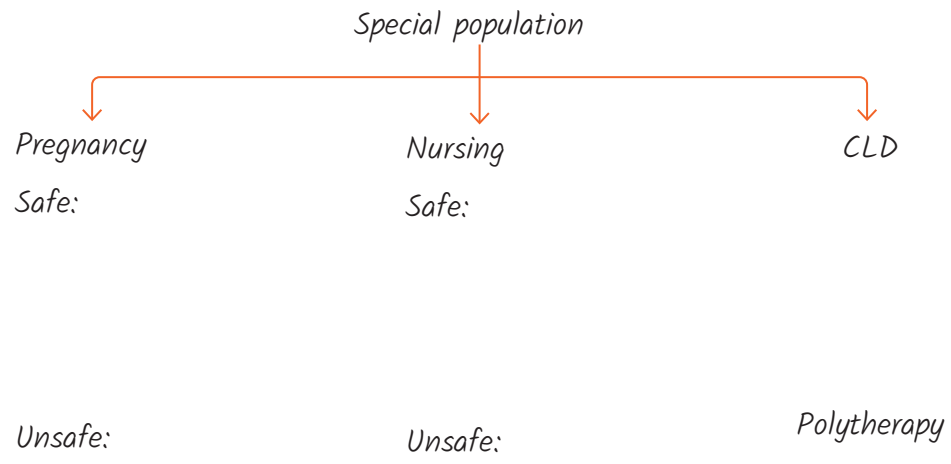 Special population
Pregnancy
Safe:
Unsafe:
Nursing
Safe:
Unsafe:
CLD
Polytherapy